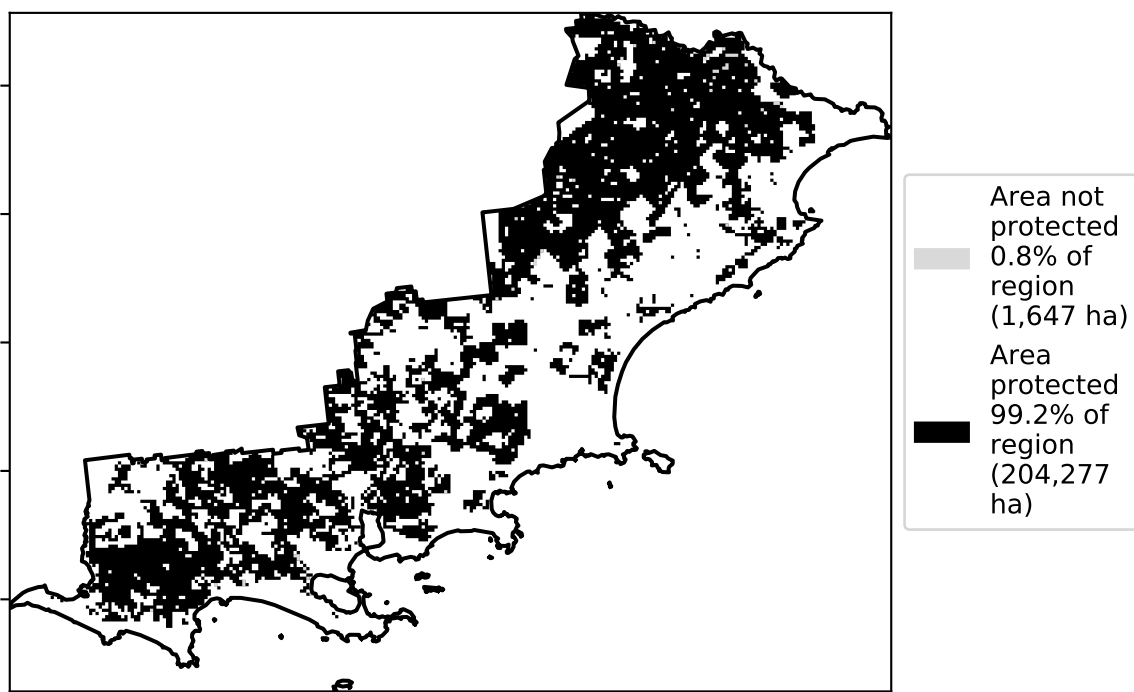 Area not
protected
0.8% of
region
(1,647 ha)
Area
protected
99.2% of
region
(204,277
ha)